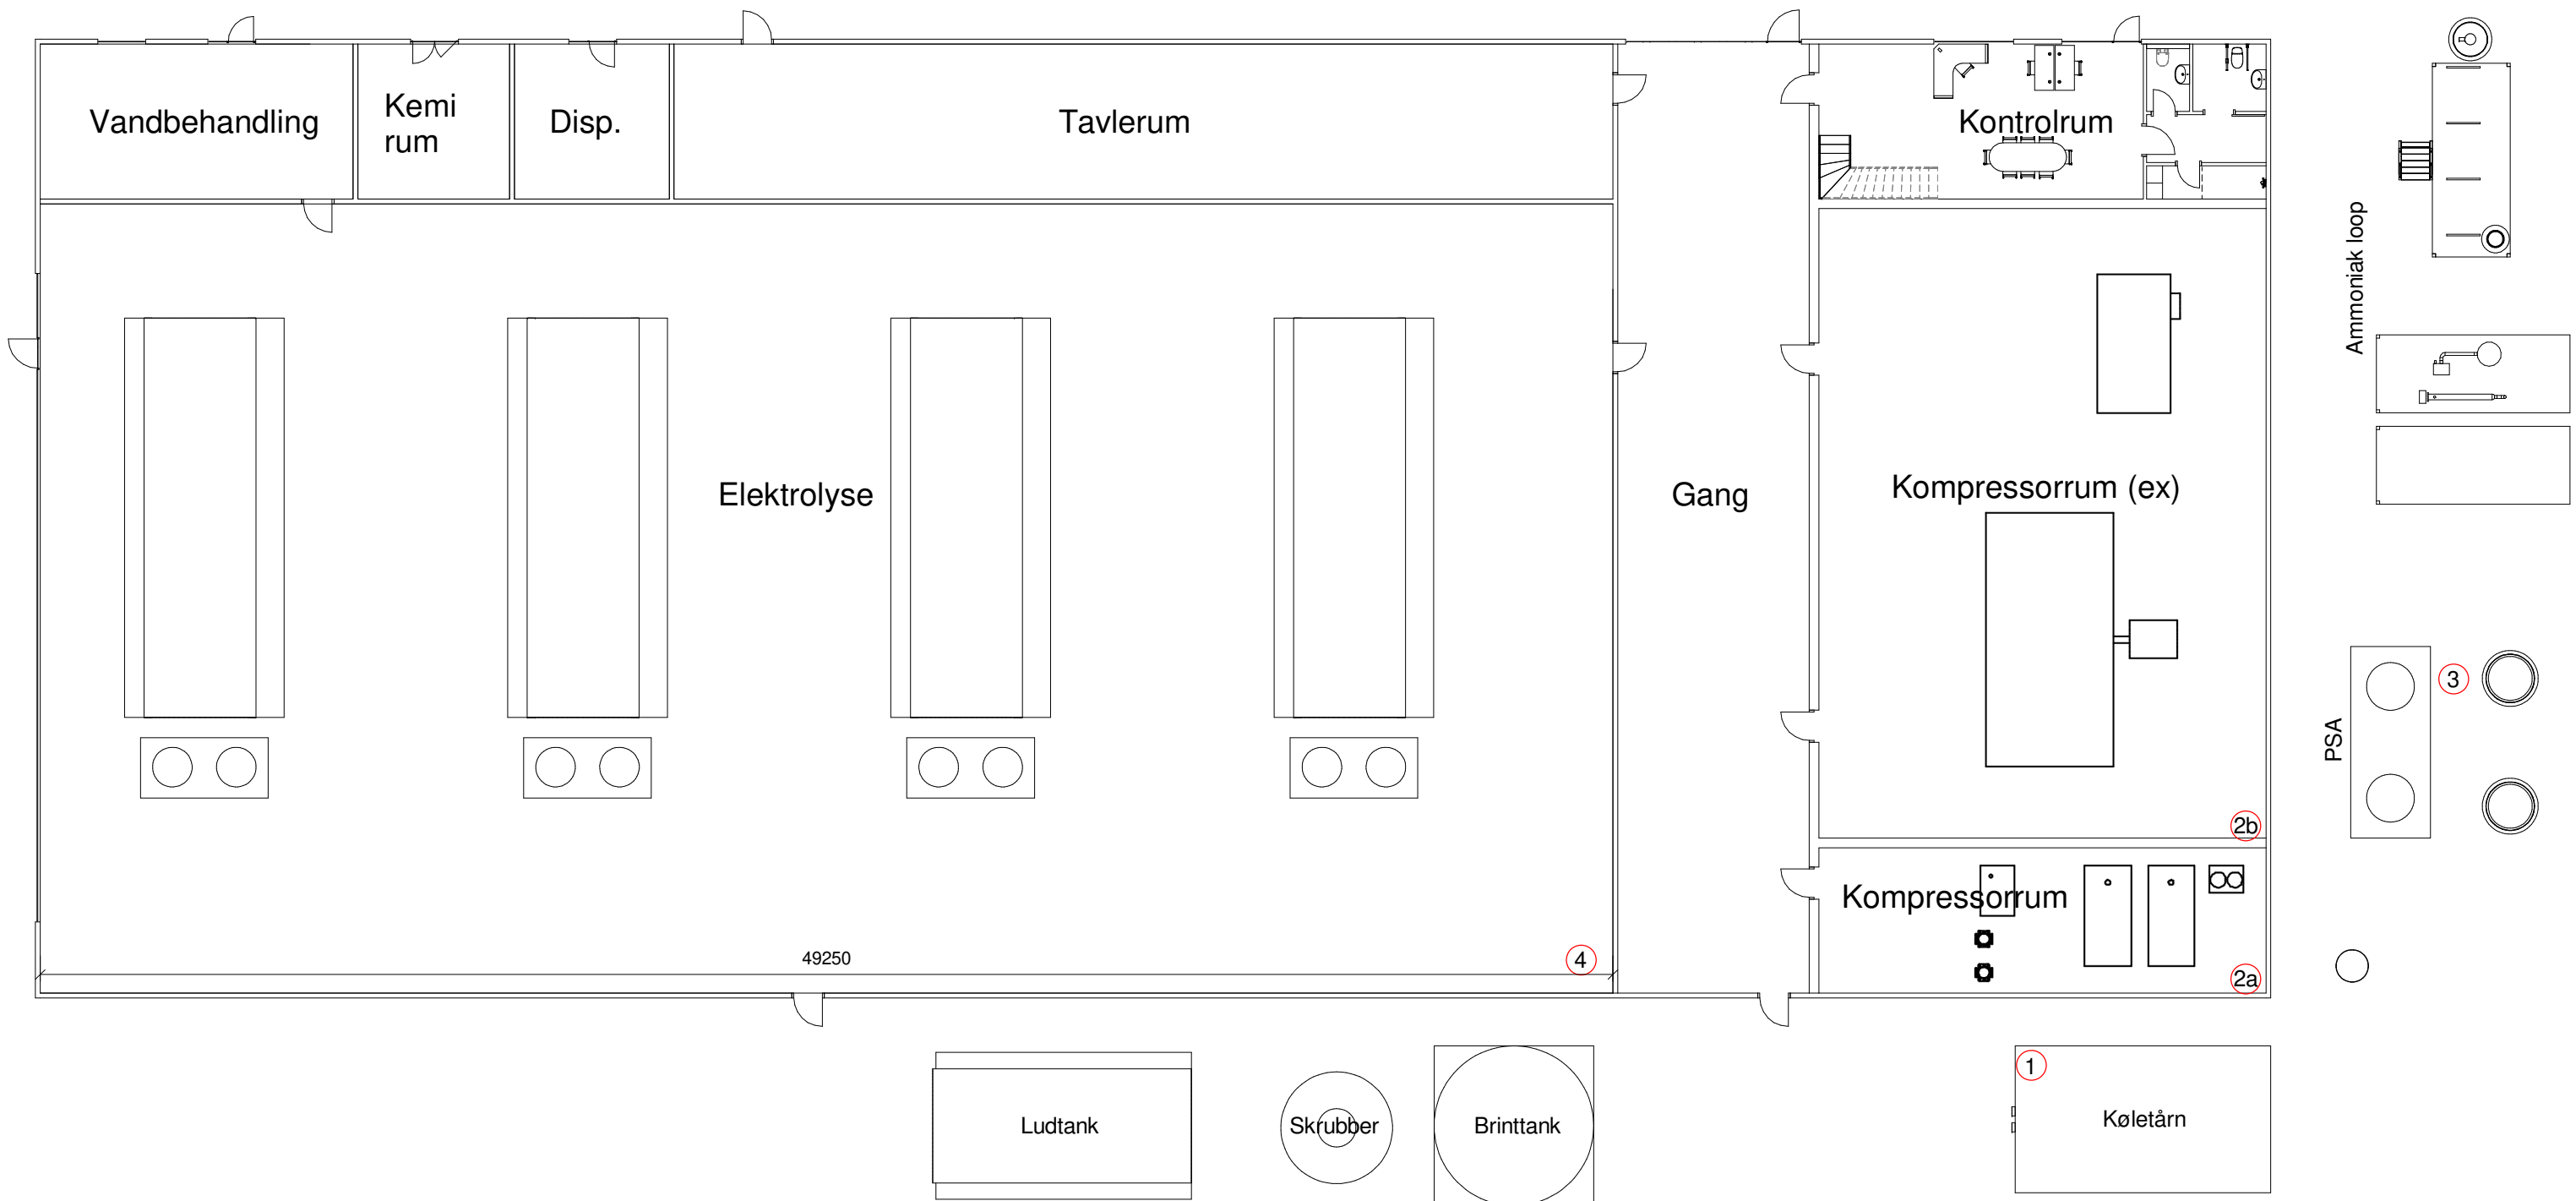 Vandbehandling
Kemi
rum
Disp.
Tavlerum
Kontrolrum
Ammoniak loop
Elektrolyse
Gang
Kompressorrum (ex)
3
PSA
2b
Kompressorrum
49250
4
2a
1
Ludtank
Skrubber
Brinttank
Køletårn